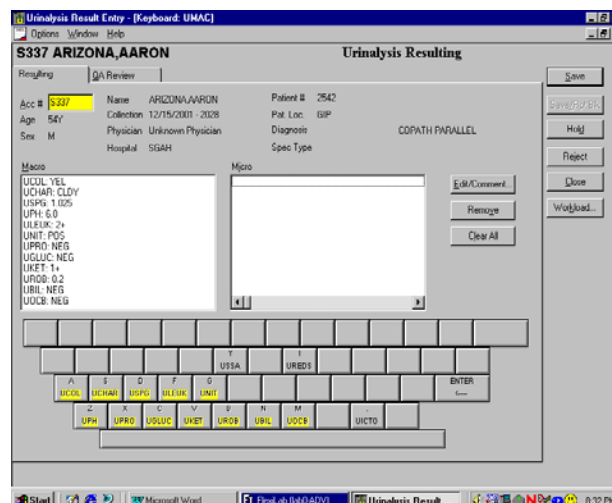 Urinalysis Result Entry - [Keyboard: UMAC]
Options Window Help
S337 ARIZONA,AARON Urinalysis Resulting
Resulting QA Review
Save
Acc # S337 Name ARIZONA,AARON Patient # 2542
Save/Nxt Blk
Age 54Y Collection 12/15/2001 - 2028 Pat. Loc. GIP
Hold
Sex M Physician Unknown Physician Diagnosis COPATH PARALLEL
Hospital SGAH Spec Type
Reject
Macro Micro
Close
UCOL: YEL
UCHAR: CLDY
USPG: 1.025
UPH: 6.0
ULEUK: 2+
UNIT: POS
UPRO: NEG
UGLUC: NEG
UKET: 1+
UROB: 0.2
UBIL: NEG
UOCB: NEG
Edit/Comment...
Remove
Clear All
Workload...
Y I
USSA UREDS
A S D F G ENTER
UCOL UCHAR USPG ULEUK UNIT <---
Z X C V B N M
UPH UPRO UGLUC UKET UROB UBIL UOCB UICTO
Start Microsoft Word Urinalysis Result 8:32 PM